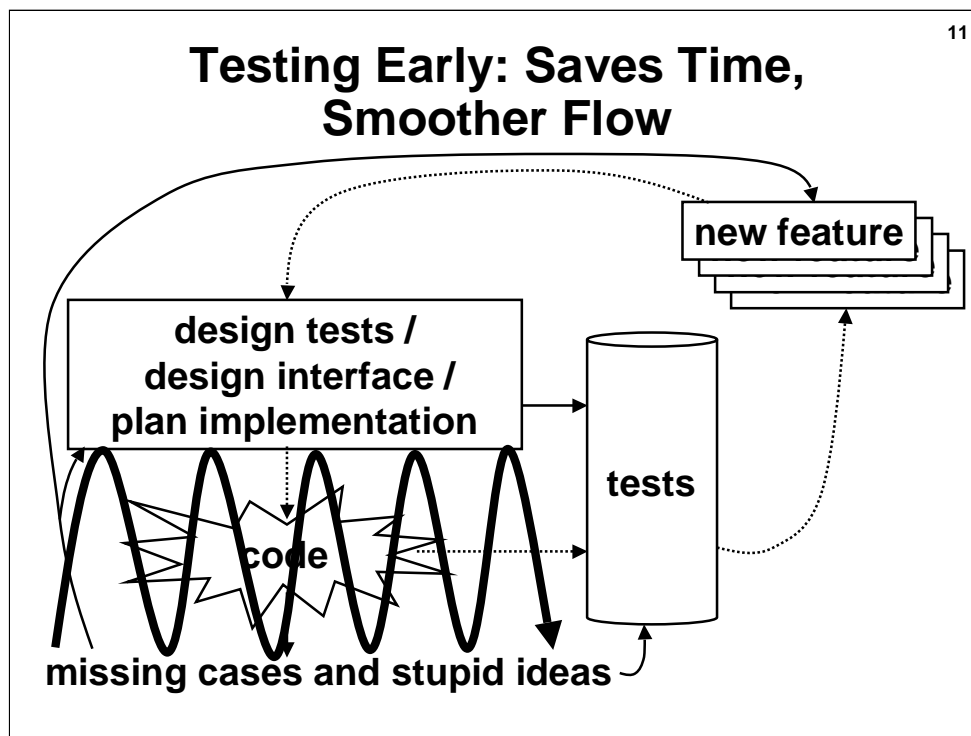 11
Testing Early: Saves Time,
Smoother Flow
new feature
design tests /
design interface /
plan implementation
tests
code
missing cases and stupid ideas